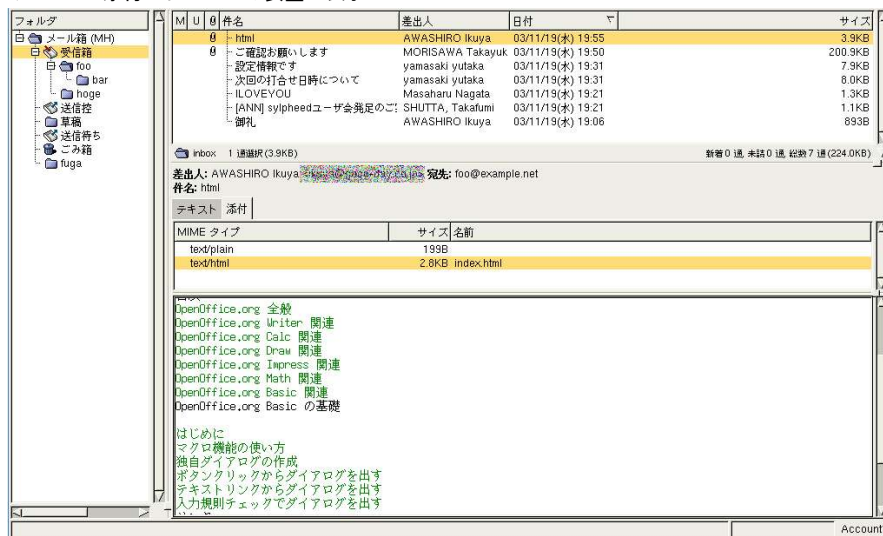 フォルダ
メール箱 (MH)
受信箱
foo
bar
hoge
送信控
草稿
送信待ち
ごみ箱
fuga
M U 件名 差出人 日付 サイズ
html AWASHIRO Ikuya 03/11/19(水) 19:55 3.9KB
ご確認お願いします MORISAWA Takayuk 03/11/19(水) 19:50 200.9KB
設定情報です yamasaki yutaka 03/11/19(水) 19:31 7.9KB
次回の打合せ日時について yamasaki yutaka 03/11/19(水) 19:31 8.0KB
ILOVEYOU Masaharu Nagata 03/11/19(水) 19:21 1.3KB
[ANN] sylpheedユーザ会発足のご SHUTTA, Takafumi 03/11/19(水) 19:21 1.1KB
御礼 AWASHIRO Ikuya 03/11/19(水) 19:06 893B
inbox 1 通選択(3.9KB) 新着0 通, 未読0 通, 総数7 通(224.0KB)
差出人: AWASHIRO Ikuya 宛先: foo@example.net
件名: html
テキスト 添付
MIME タイプ サイズ 名前
text/plain 199B
text/html 2.8KB index.html
OpenOffice.org 全般
OpenOffice.org Writer 関連
OpenOffice.org Calc 関連
OpenOffice.org Draw 関連
OpenOffice.org Impress 関連
OpenOffice.org Math 関連
OpenOffice.org Basic 関連
OpenOffice.org Basic の基礎
はじめに
マクロ機能の使い方
独自ダイアログの作成
ボタンクリックからダイアログを出す
テキストリンクからダイアログを出す
入力規則チェックでダイアログを出す
Account